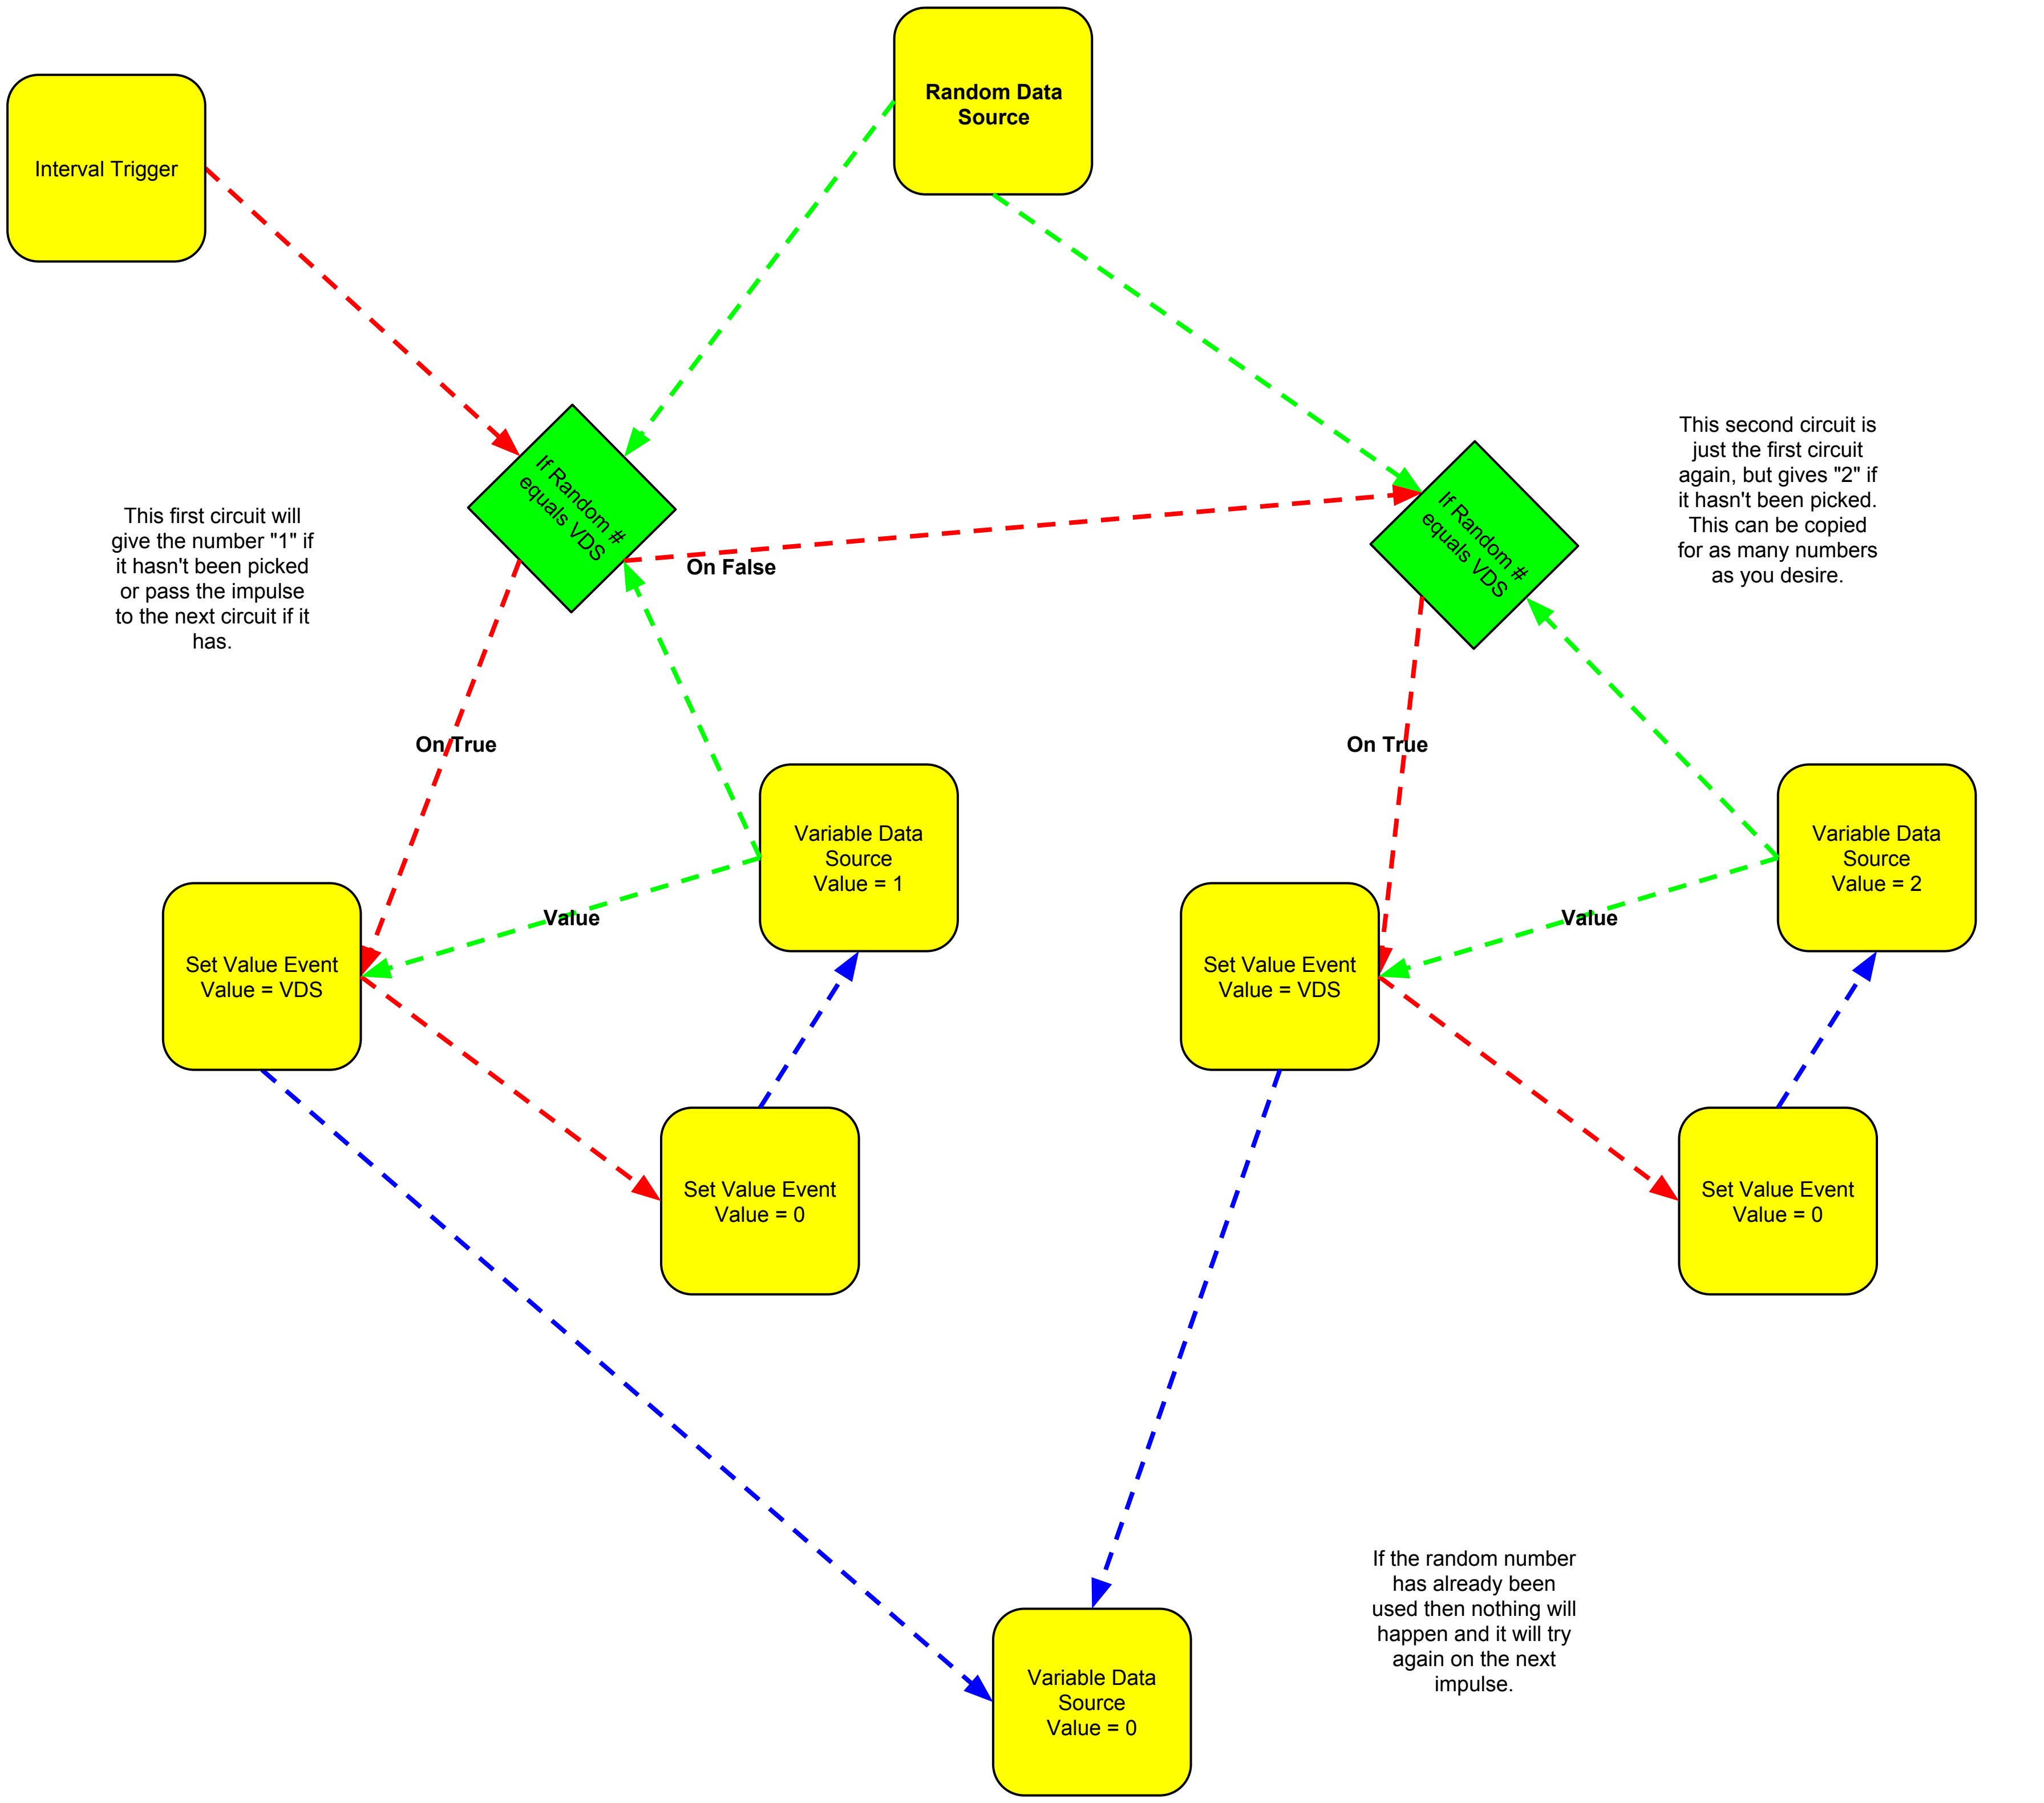 Random Data
Source
Interval Trigger
If Random #
equals VDS
If Random #
equals VDS
This second circuit is
just the first circuit
again, but gives "2" if
it hasn't been picked.
This can be copied
for as many numbers
as you desire.
This first circuit will
give the number "1" if
it hasn't been picked
or pass the impulse
to the next circuit if it
has.
On False
On True
On True
Variable Data
Source
Value = 1
Variable Data
Source
Value = 2
Value
Value
Set Value Event
Value = VDS
Set Value Event
Value = VDS
Set Value Event
Value = 0
Set Value Event
Value = 0
If the random number
has already been
used then nothing will
happen and it will try
again on the next
impulse.
Variable Data
Source
Value = 0